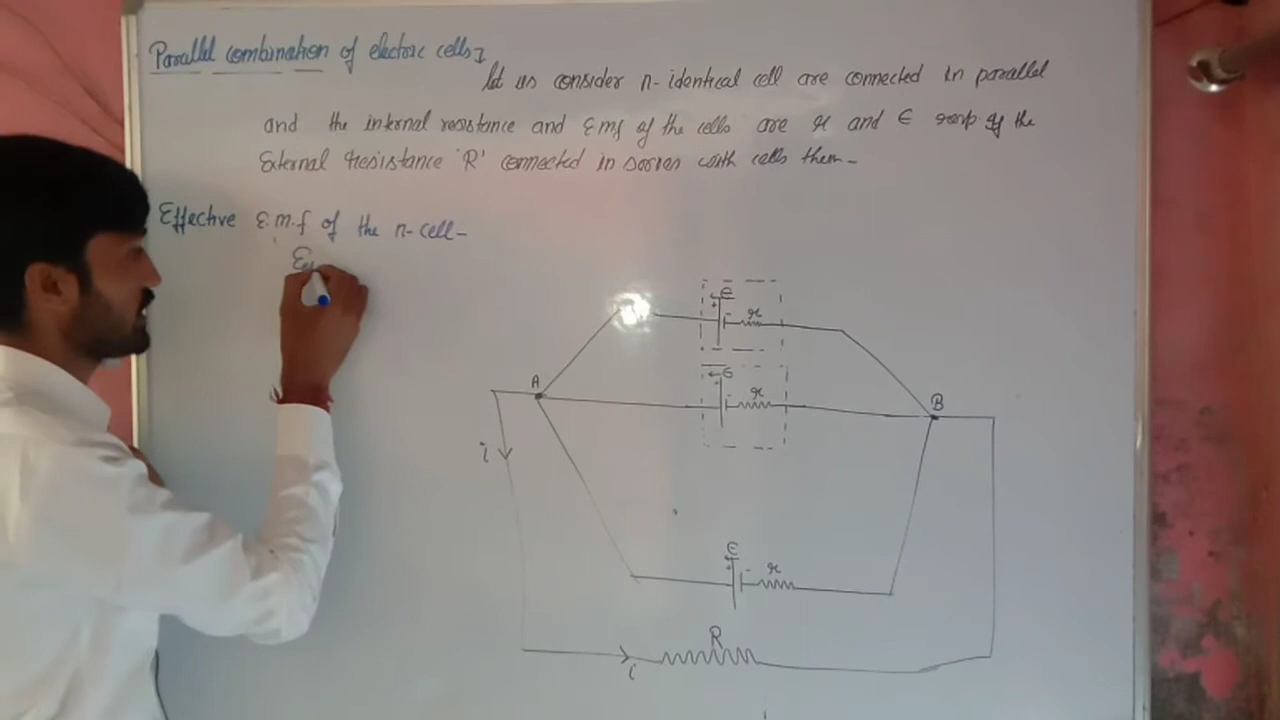 Parallel combination of electric cells
let us consider n-identical cell are connected in parallel
and the internal resistance and Emf of the cells are r and E resp. of the
External resistance 'R' connected in series with cells them-
Effective E.m.f of the n-cell-
E
E
+ - r
E
A
+ - r
B
i
E
+ - r
R
i